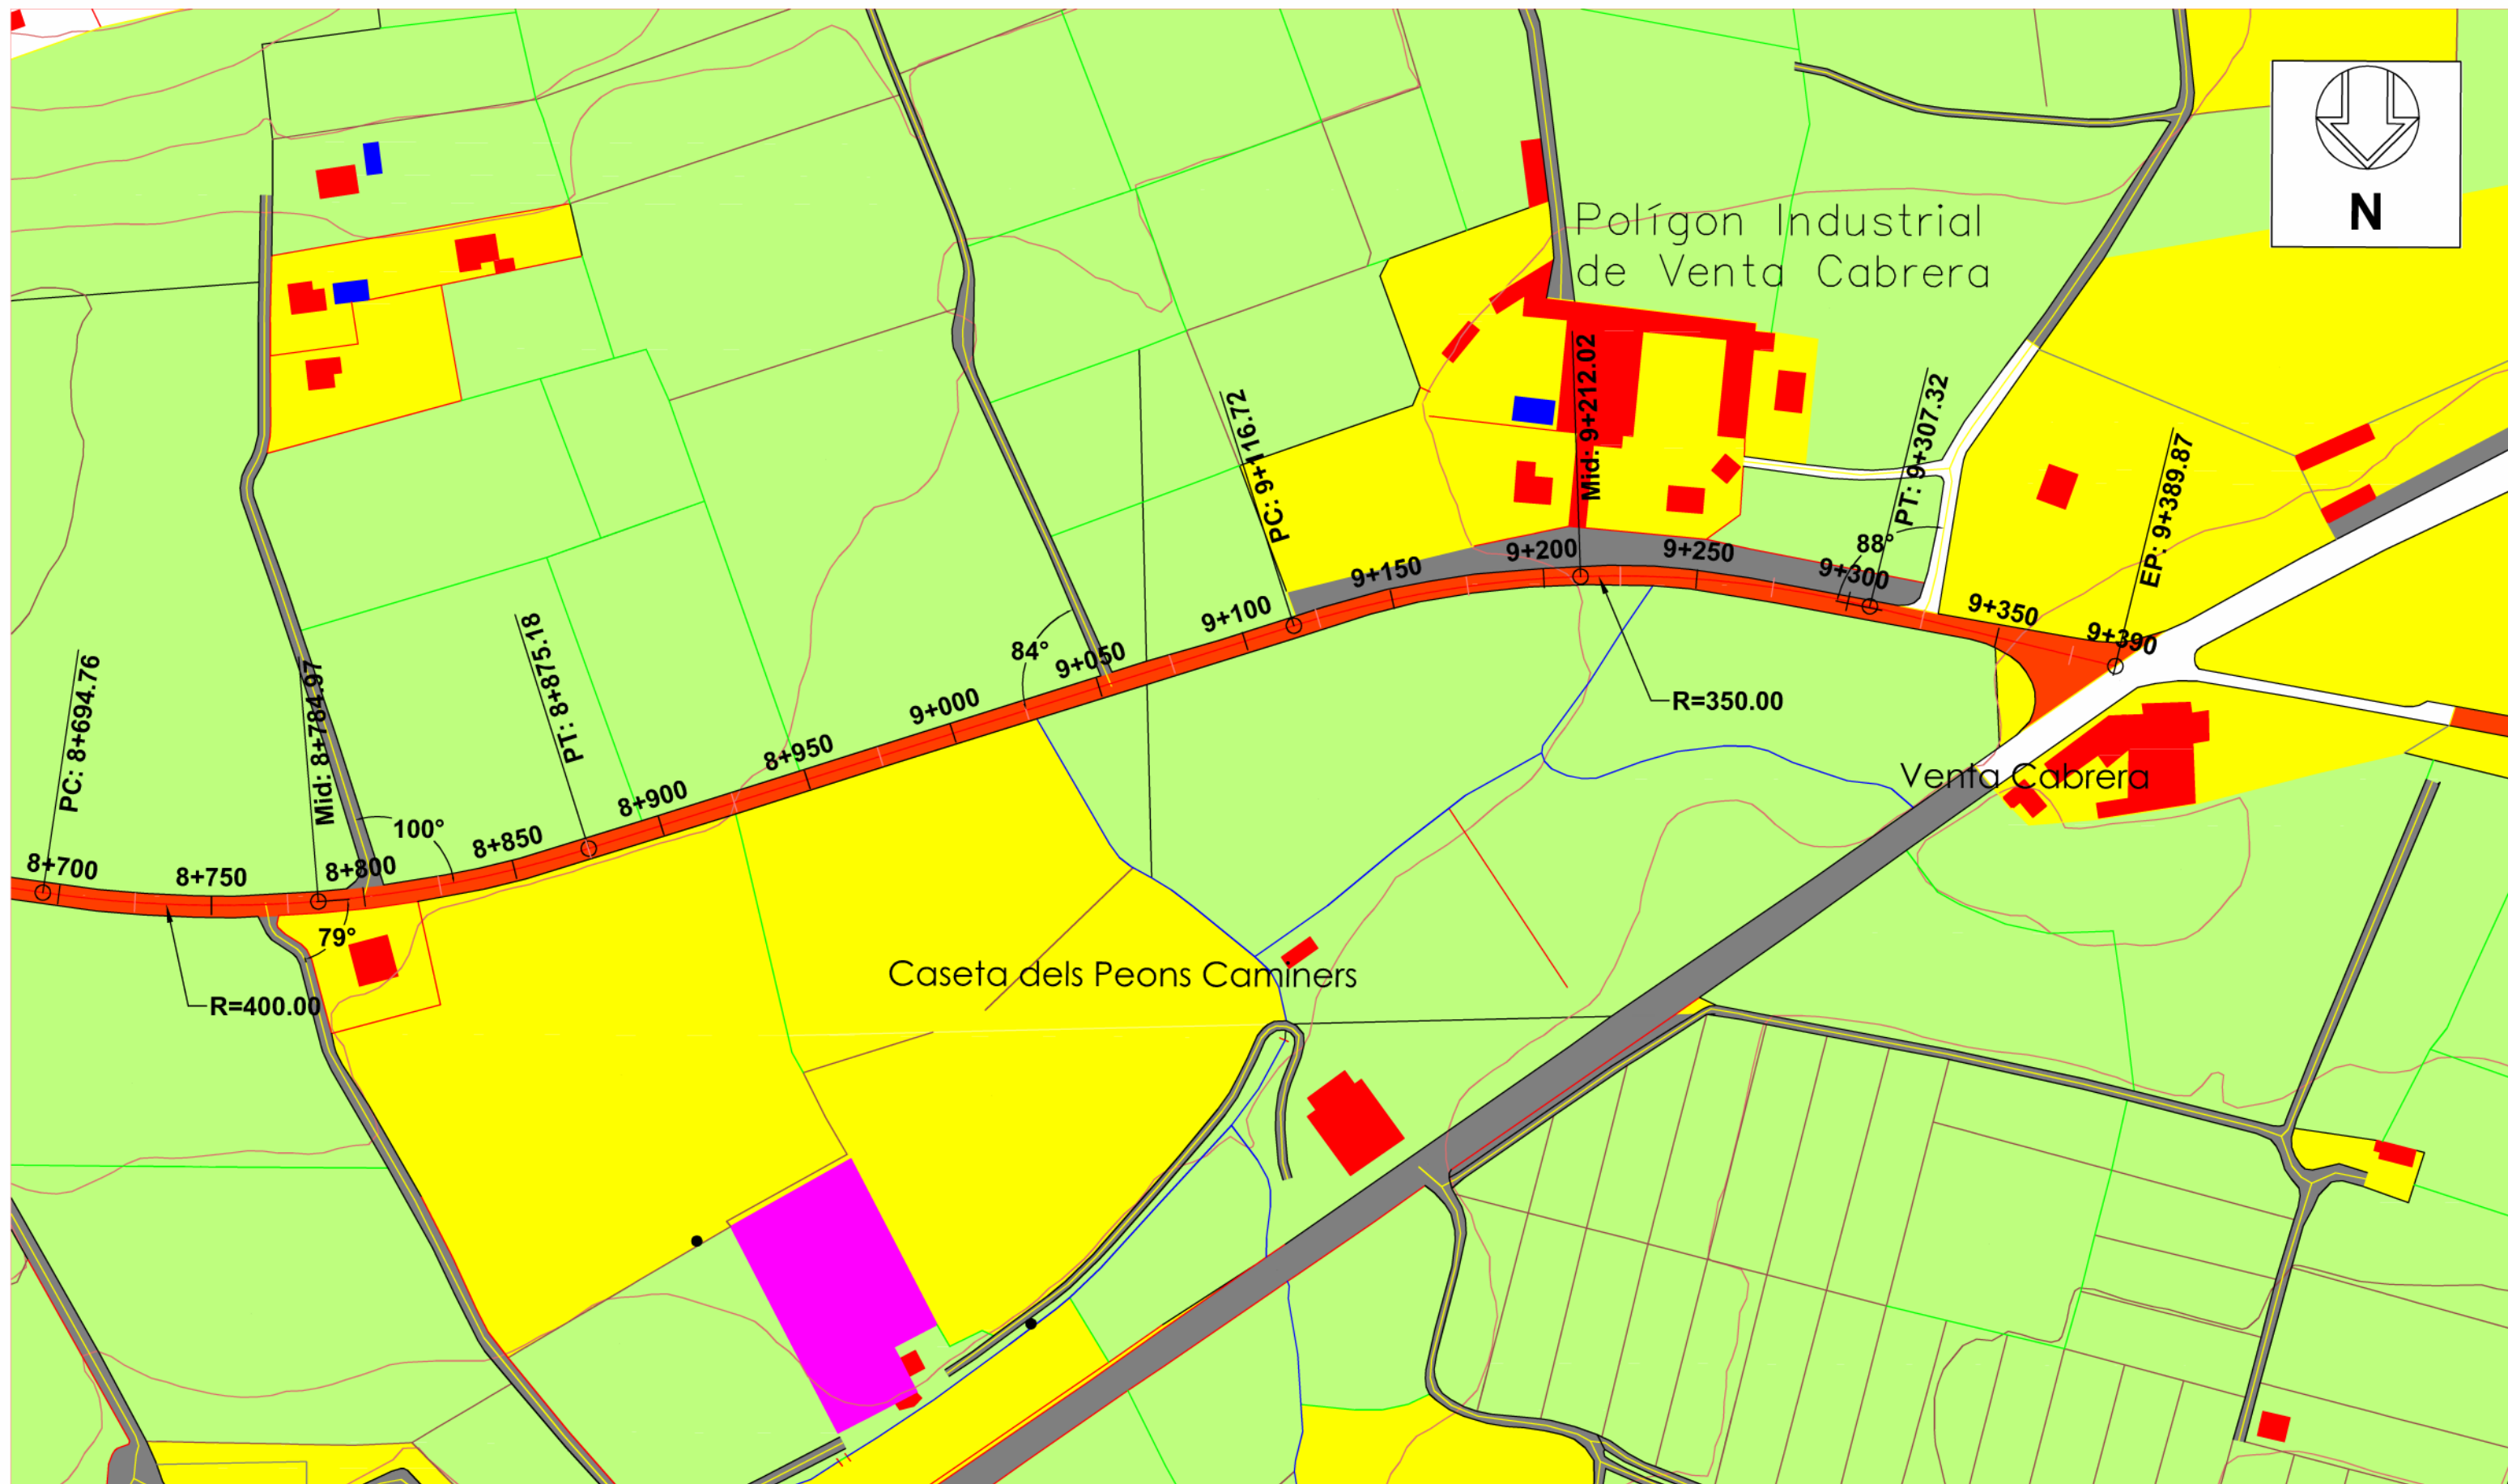 N
Polígon Industrial
de Venta Cabrera
Mid: 9+212.02
PT: 9+307.32
PC: 9+116.72
EP: 9+389.87
88°
9+200
9+250
9+150
9+300
9+350
9+390
9+100
84°
9+050
R=350.00
PT: 8+875.18
9+000
PC: 8+694.76
Mid: 8+784.97
8+950
Venta Cabrera
8+900
100°
8+850
8+700
8+750
8+800
79°
Caseta dels Peons Caminers
R=400.00